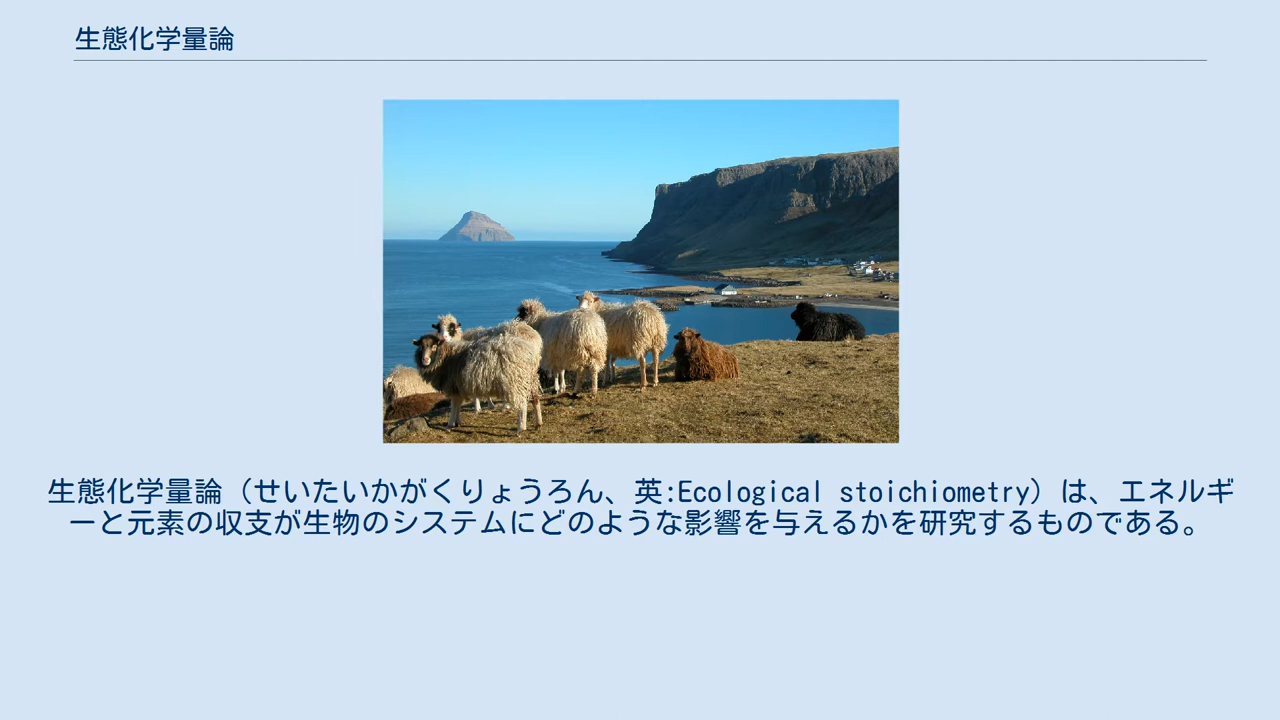 生態化学量論
生態化学量論（せいたいかがくりょうろん、英:Ecological stoichiometry）は、エネルギ
ーと元素の収支が生物のシステムにどのような影響を与えるかを研究するものである。